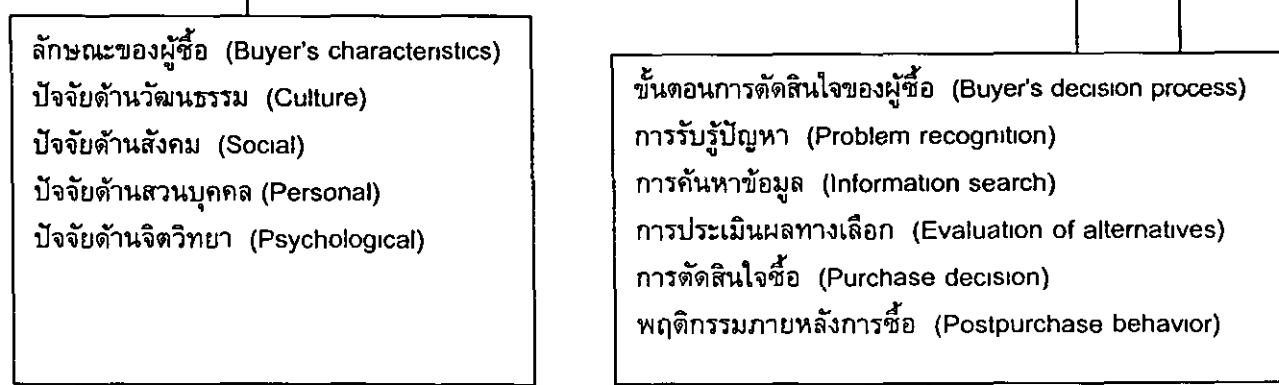 ลักษณะของผู้ซื้อ (Buyer's characteristics)
ปัจจัยด้านวัฒนธรรม (Culture)
ปัจจัยด้านสังคม (Social)
ปัจจัยด้านสวนบุคคล (Personal)
ปัจจัยด้านจิตวิทยา (Psychological)
ขั้นตอนการตัดสินใจของผู้ซื้อ (Buyer's decision process)
การรับรู้ปัญหา (Problem recognition)
การค้นหาข้อมูล (Information search)
การประเมินผลทางเลือก (Evaluation of alternatives)
การตัดสินใจซื้อ (Purchase decision)
พฤติกรรมภายหลังการซื้อ (Postpurchase behavior)